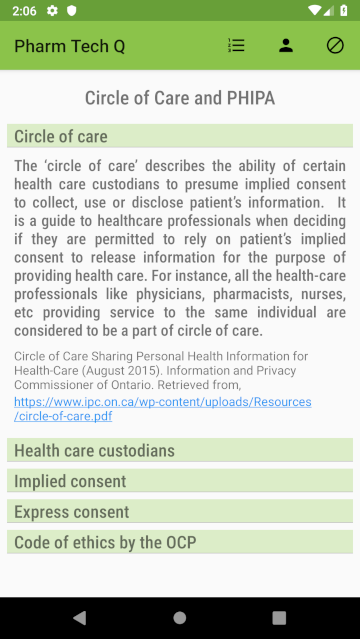 2:06
Pharm Tech Q
Circle of Care and PHIPA
Circle of care
The ‘circle of care’ describes the ability of certain
health care custodians to presume implied consent
to collect, use or disclose patient’s information. It
is a guide to healthcare professionals when deciding
if they are permitted to rely on patient’s implied
consent to release information for the purpose of
providing health care. For instance, all the health-care
professionals like physicians, pharmacists, nurses,
etc providing service to the same individual are
considered to be a part of circle of care.
Circle of Care Sharing Personal Health Information for
Health-Care (August 2015). Information and Privacy
Commissioner of Ontario. Retrieved from,
https://www.ipc.on.ca/wp-content/uploads/Resources
/circle-of-care.pdf
Health care custodians
Implied consent
Express consent
Code of ethics by the OCP